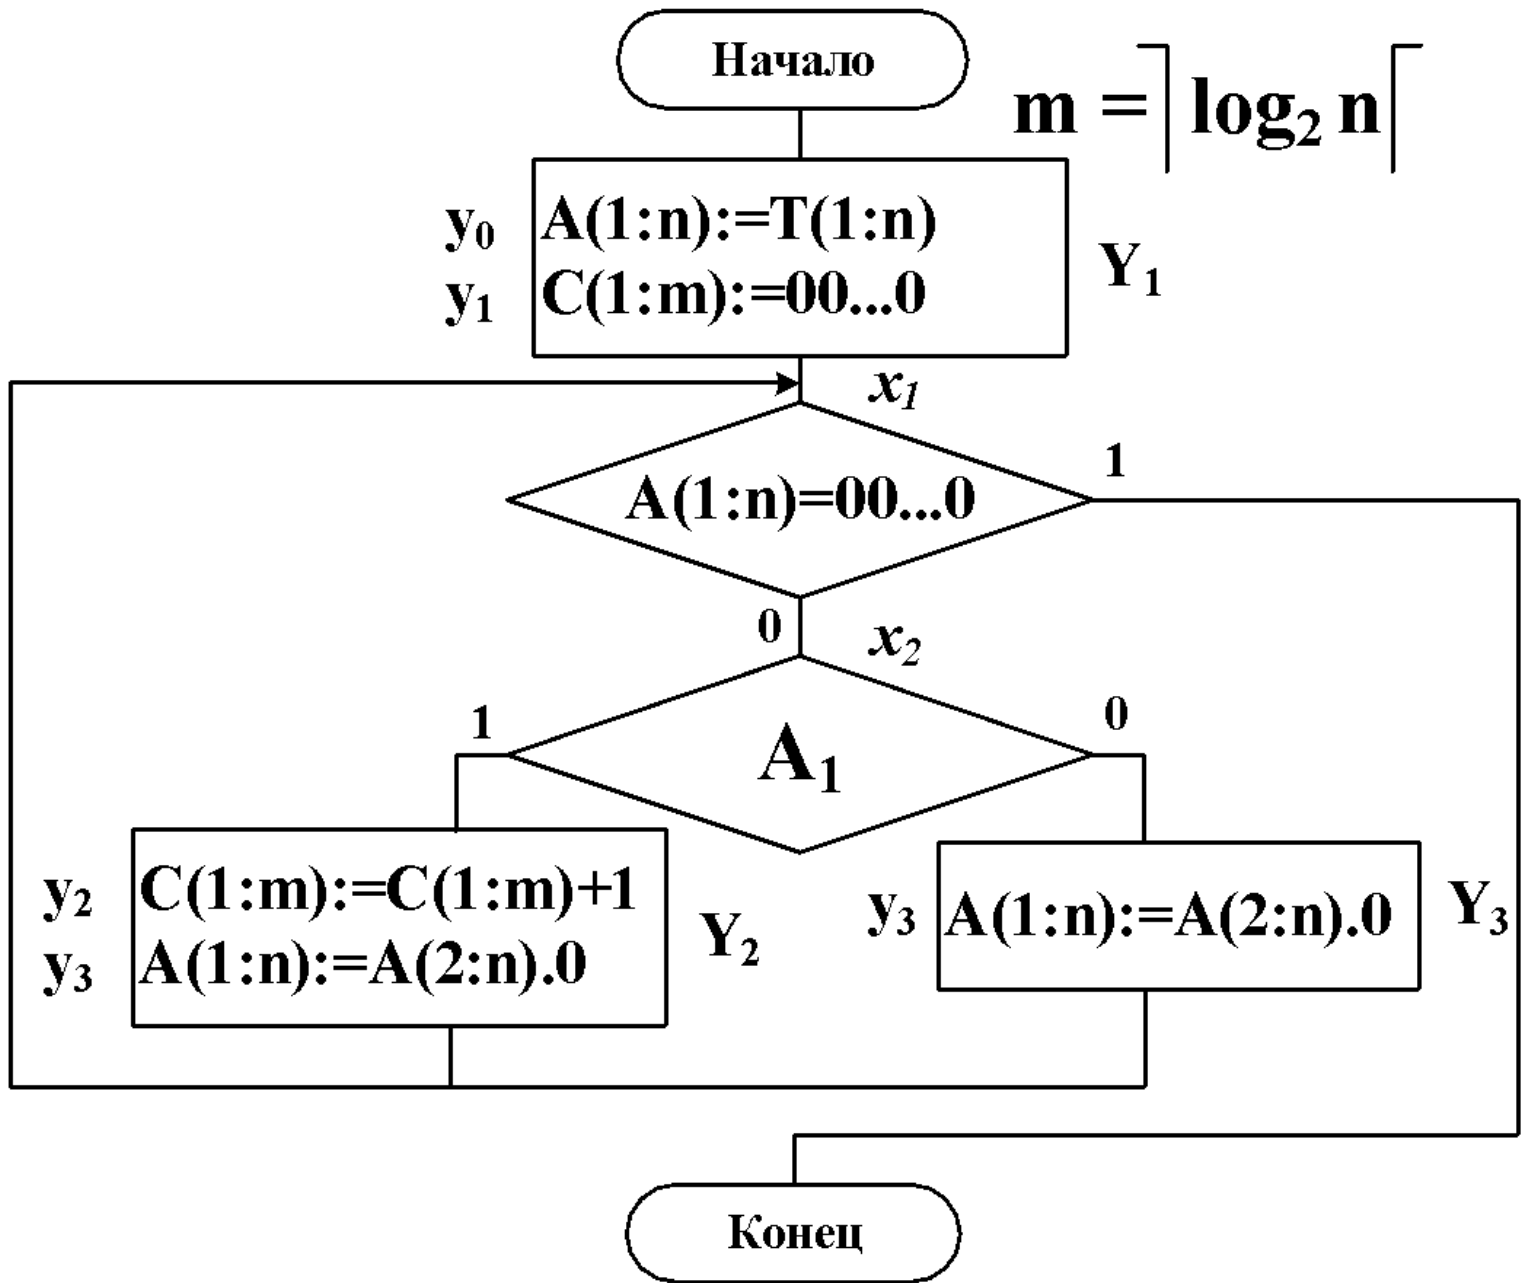 Начало
m = ⌉ log₂ n ⌈
y₀ A(1:n):=T(1:n)
y₁ C(1:m):=00...0
Y₁
x₁
A(1:n)=00...0
1
0
x₂
1
A₁
0
y₂ C(1:m):=C(1:m)+1
y₃ A(1:n):=A(2:n).0
Y₂
y₃ A(1:n):=A(2:n).0
Y₃
Конец